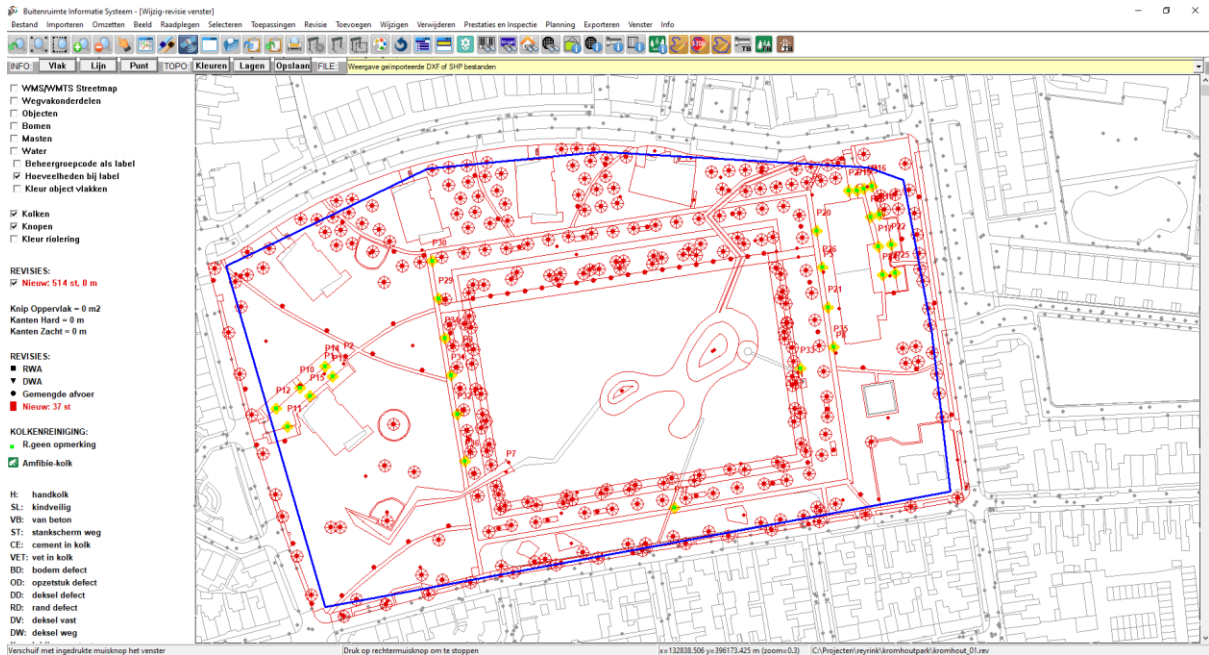 Buitenruimte Informatie Systeem - [Wijzig-revisie venster]
Bestand Importeren Omzetten Beeld Raadplegen Selecteren Toepassingen Revisie Toevoegen Wijzigen Verwijderen Prestaties en Inspectie Planning Exporteren Venster Info
INFO: Vlak Lijn Punt TOPO: Kleuren Lagen Opslaan FILE: Weergave geïmporteerde DXF of SHP bestanden
WMS/WMTS Streetmap
Wegvakonderdelen
Objecten
Bomen
Masten
Water
Beheergroepcode als label
Hoeveelheden bij label
Kleur object vlakken
Kolken
Knopen
Kleur riolering
REVISIES:
Nieuw: 514 st, 0 m
Knip Oppervlak = 0 m2
Kanten Hard = 0 m
Kanten Zacht = 0 m
REVISIES:
RWA
DWA
Gemengde afvoer
Nieuw: 37 st
KOLKENREINIGING:
R.geen opmerking
Amfibie-kolk
H: handkolk
SL: kindveilig
VB: van beton
ST: stankscherm weg
CE: cement in kolk
VET: vet in kolk
BD: bodem defect
OD: opzetstuk defect
DD: deksel defect
RD: rand defect
DV: deksel vast
DW: deksel weg
P20
P22
P30
P26
P29
P21
P2
P33
P10
P15
P12
P11
P7
Verschuif met ingedrukte muisknop het venster
Druk op rechtermuisknop om te stoppen
x=132838.506 y=396173.425 m (zoom=0.3)
C:\Projecten\reyrink\kromhoutpark\kromhout_01.rev